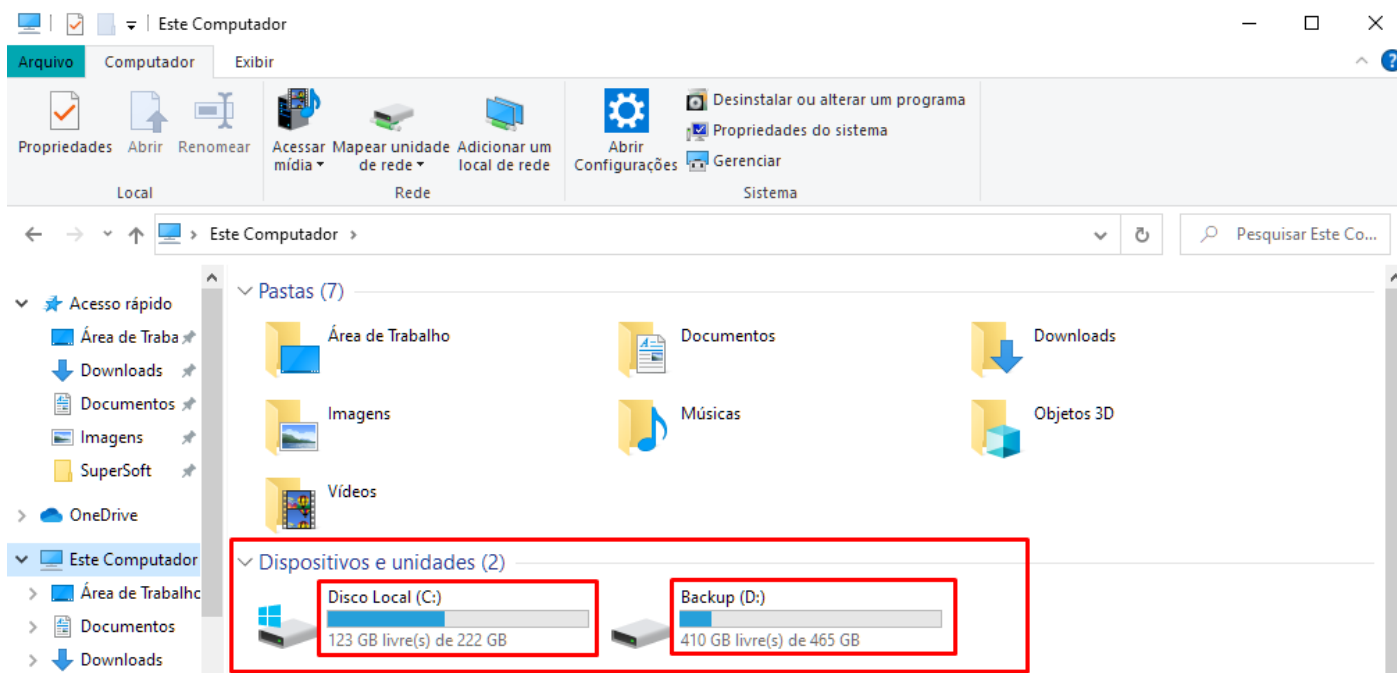 Este Computador
Arquivo Computador Exibir
Propriedades Abrir Renomear
Acessar mídia
Mapear unidade de rede
Adicionar um local de rede
Abrir Configurações
Desinstalar ou alterar um programa
Propriedades do sistema
Gerenciar
Local Rede Sistema
Este Computador
Pesquisar Este Co...
Acesso rápido
Área de Traba
Downloads
Documentos
Imagens
SuperSoft
OneDrive
Este Computador
Área de Trabalho
Documentos
Downloads
Pastas (7)
Área de Trabalho
Documentos
Downloads
Imagens
Músicas
Objetos 3D
Vídeos
Dispositivos e unidades (2)
Disco Local (C:)
123 GB livre(s) de 222 GB
Backup (D:)
410 GB livre(s) de 465 GB